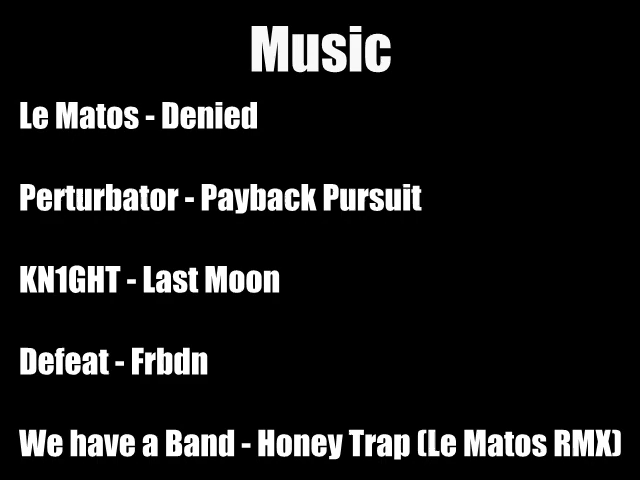 Music
Le Matos - Denied
Perturbator - Payback Pursuit
KN1GHT - Last Moon
Defeat - Frbdn
We have a Band - Honey Trap (Le Matos RMX)